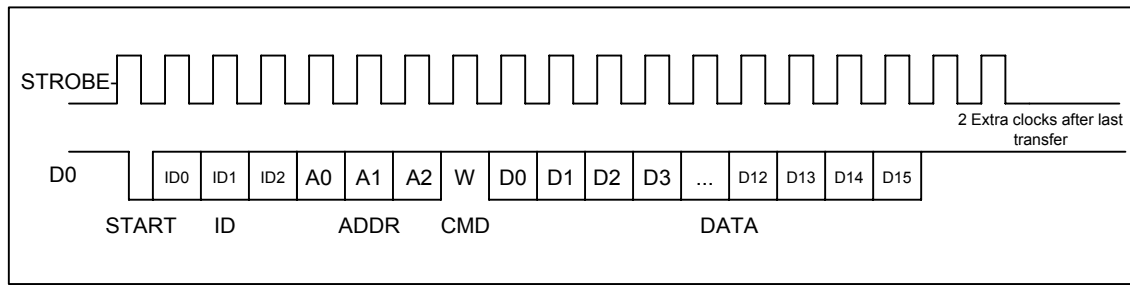 STROBE-
2 Extra clocks after last
transfer
D0 ID0 ID1 ID2 A0 A1 A2 W D0 D1 D2 D3 ... D12 D13 D14 D15
START ID ADDR CMD DATA